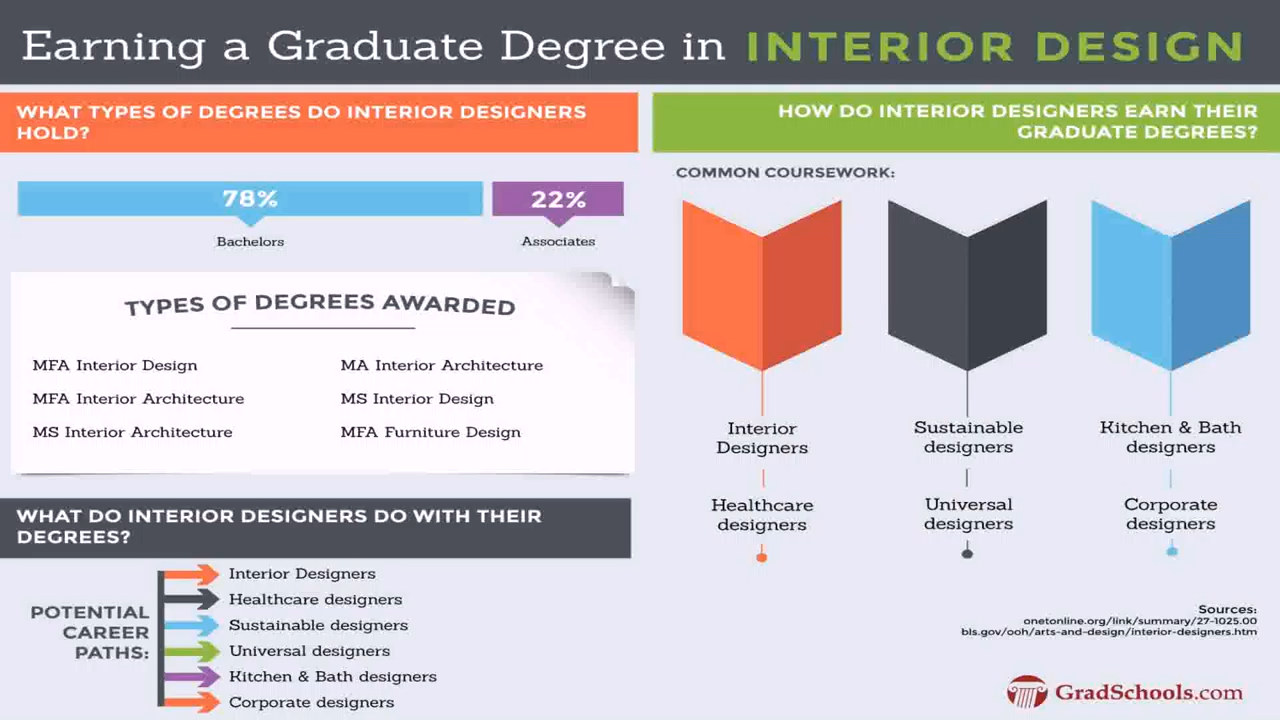 Earning a Graduate Degree in INTERIOR DESIGN
WHAT TYPES OF DEGREES DO INTERIOR DESIGNERS
HOLD?
78%
22%
Bachelors
Associates
TYPES OF DEGREES AWARDED
MFA Interior Design
MFA Interior Architecture
MS Interior Architecture
MA Interior Architecture
MS Interior Design
MFA Furniture Design
WHAT DO INTERIOR DESIGNERS DO WITH THEIR
DEGREES?
POTENTIAL
CAREER
PATHS:
Interior Designers
Healthcare designers
Sustainable designers
Universal designers
Kitchen & Bath designers
Corporate designers
HOW DO INTERIOR DESIGNERS EARN THEIR
GRADUATE DEGREES?
COMMON COURSEWORK:
Interior
Designers
Healthcare
designers
Sustainable
designers
Universal
designers
Kitchen & Bath
designers
Corporate
designers
Sources:
onetonline.org/link/summary/27-1025.00
bls.gov/ooh/arts-and-design/interior-designers.htm
GradSchools.com